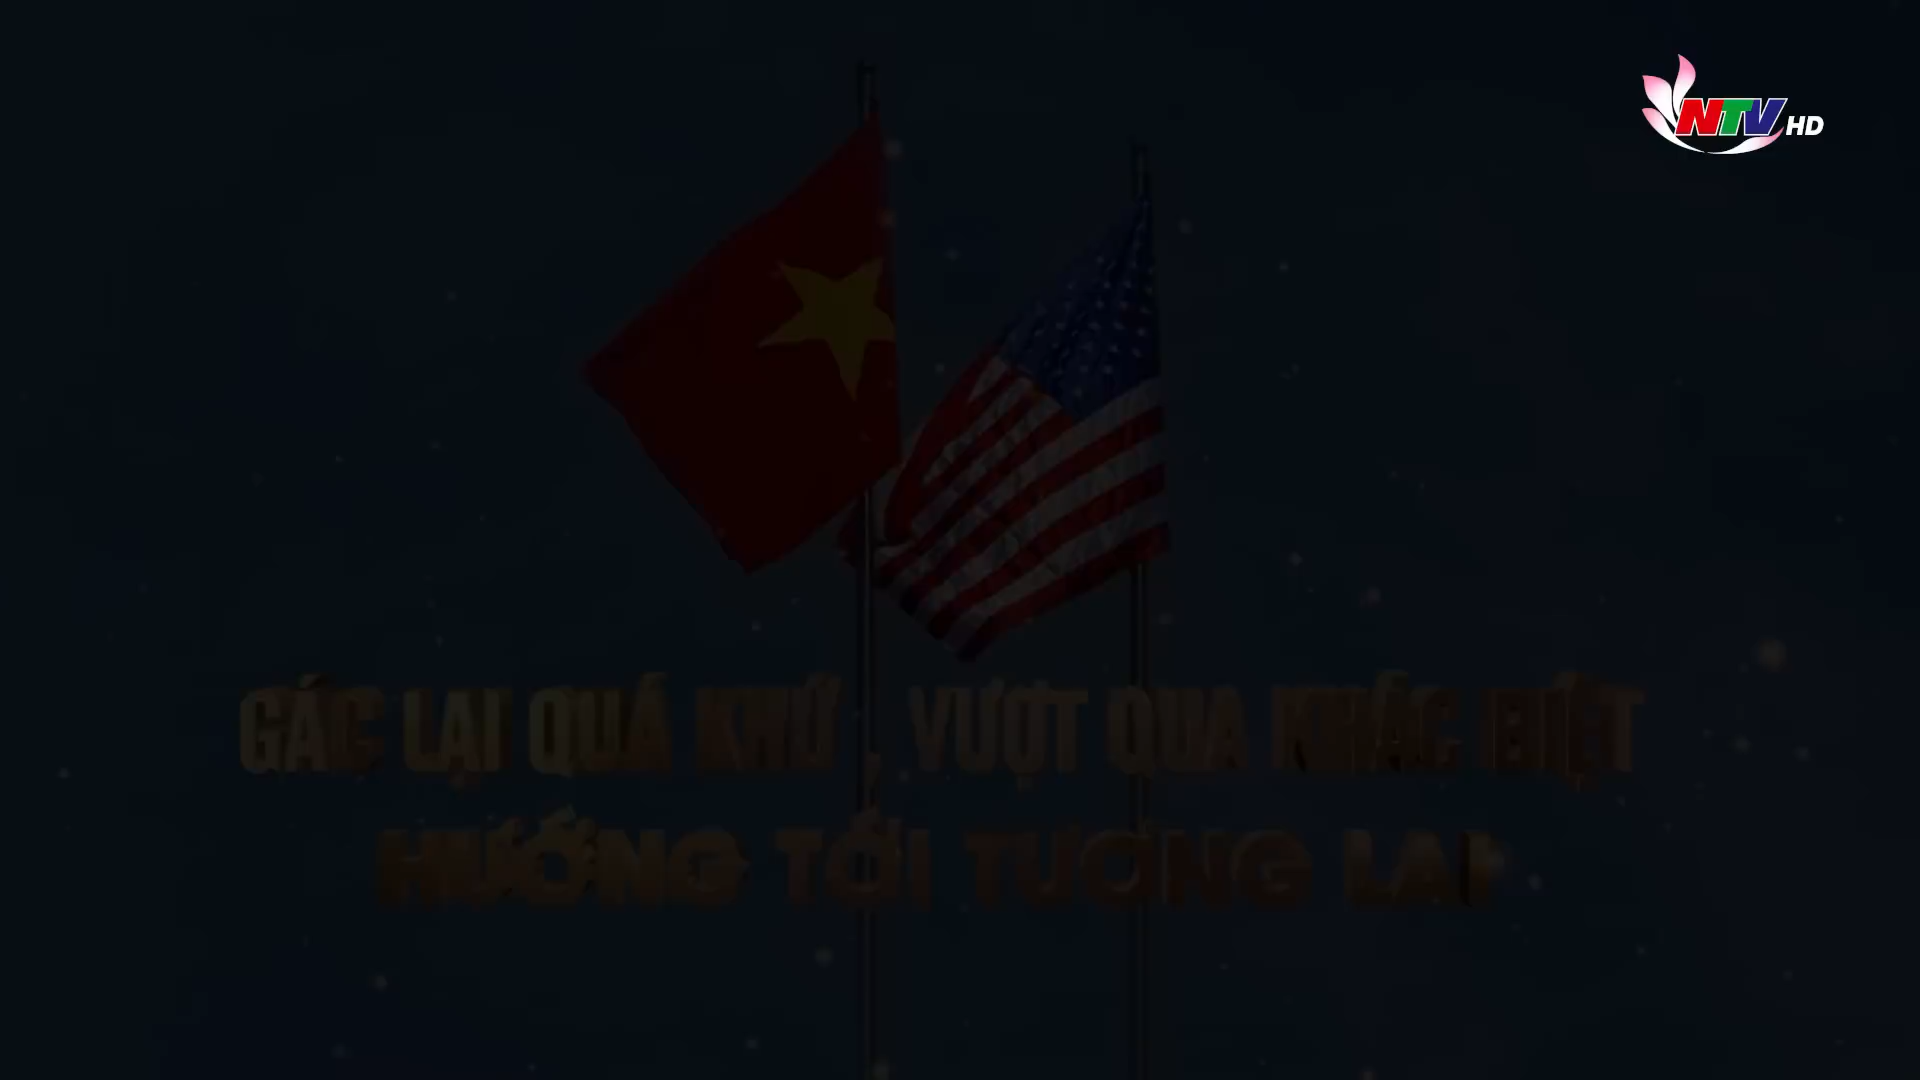 NTV HD
GÁC LẠI QUÁ KHỨ , VƯỢT QUA KHÁC BIỆT
HƯỚNG TỚI TƯƠNG LAI